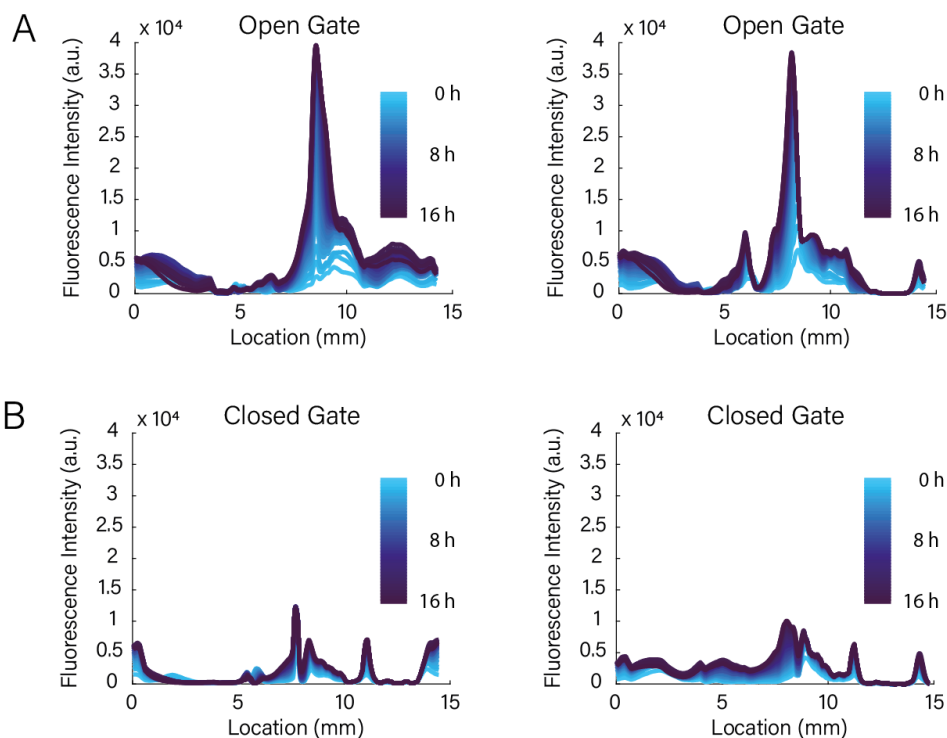 A
x 10⁴
Open Gate
Fluorescence Intensity (a.u.)
4
3.5
3
2.5
2
1.5
1
0.5
0
0
5
10
15
Location (mm)
0 h
8 h
16 h
x 10⁴
Open Gate
Fluorescence Intensity (a.u.)
4
3.5
3
2.5
2
1.5
1
0.5
0
0
5
10
15
Location (mm)
0 h
8 h
16 h
B
x 10⁴
Closed Gate
Fluorescence Intensity (a.u.)
4
3.5
3
2.5
2
1.5
1
0.5
0
0
5
10
15
Location (mm)
0 h
8 h
16 h
x 10⁴
Closed Gate
Fluorescence Intensity (a.u.)
4
3.5
3
2.5
2
1.5
1
0.5
0
0
5
10
15
Location (mm)
0 h
8 h
16 h